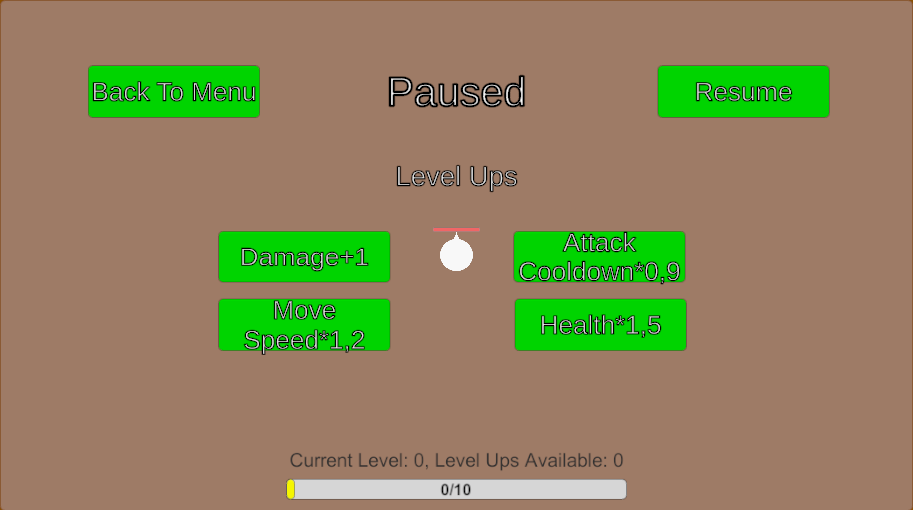 Back To Menu
Paused
Resume
Level Ups
Damage+1
Attack
Cooldown*0,9
Move
Speed*1,2
Health*1,5
Current Level: 0, Level Ups Available: 0
0/10